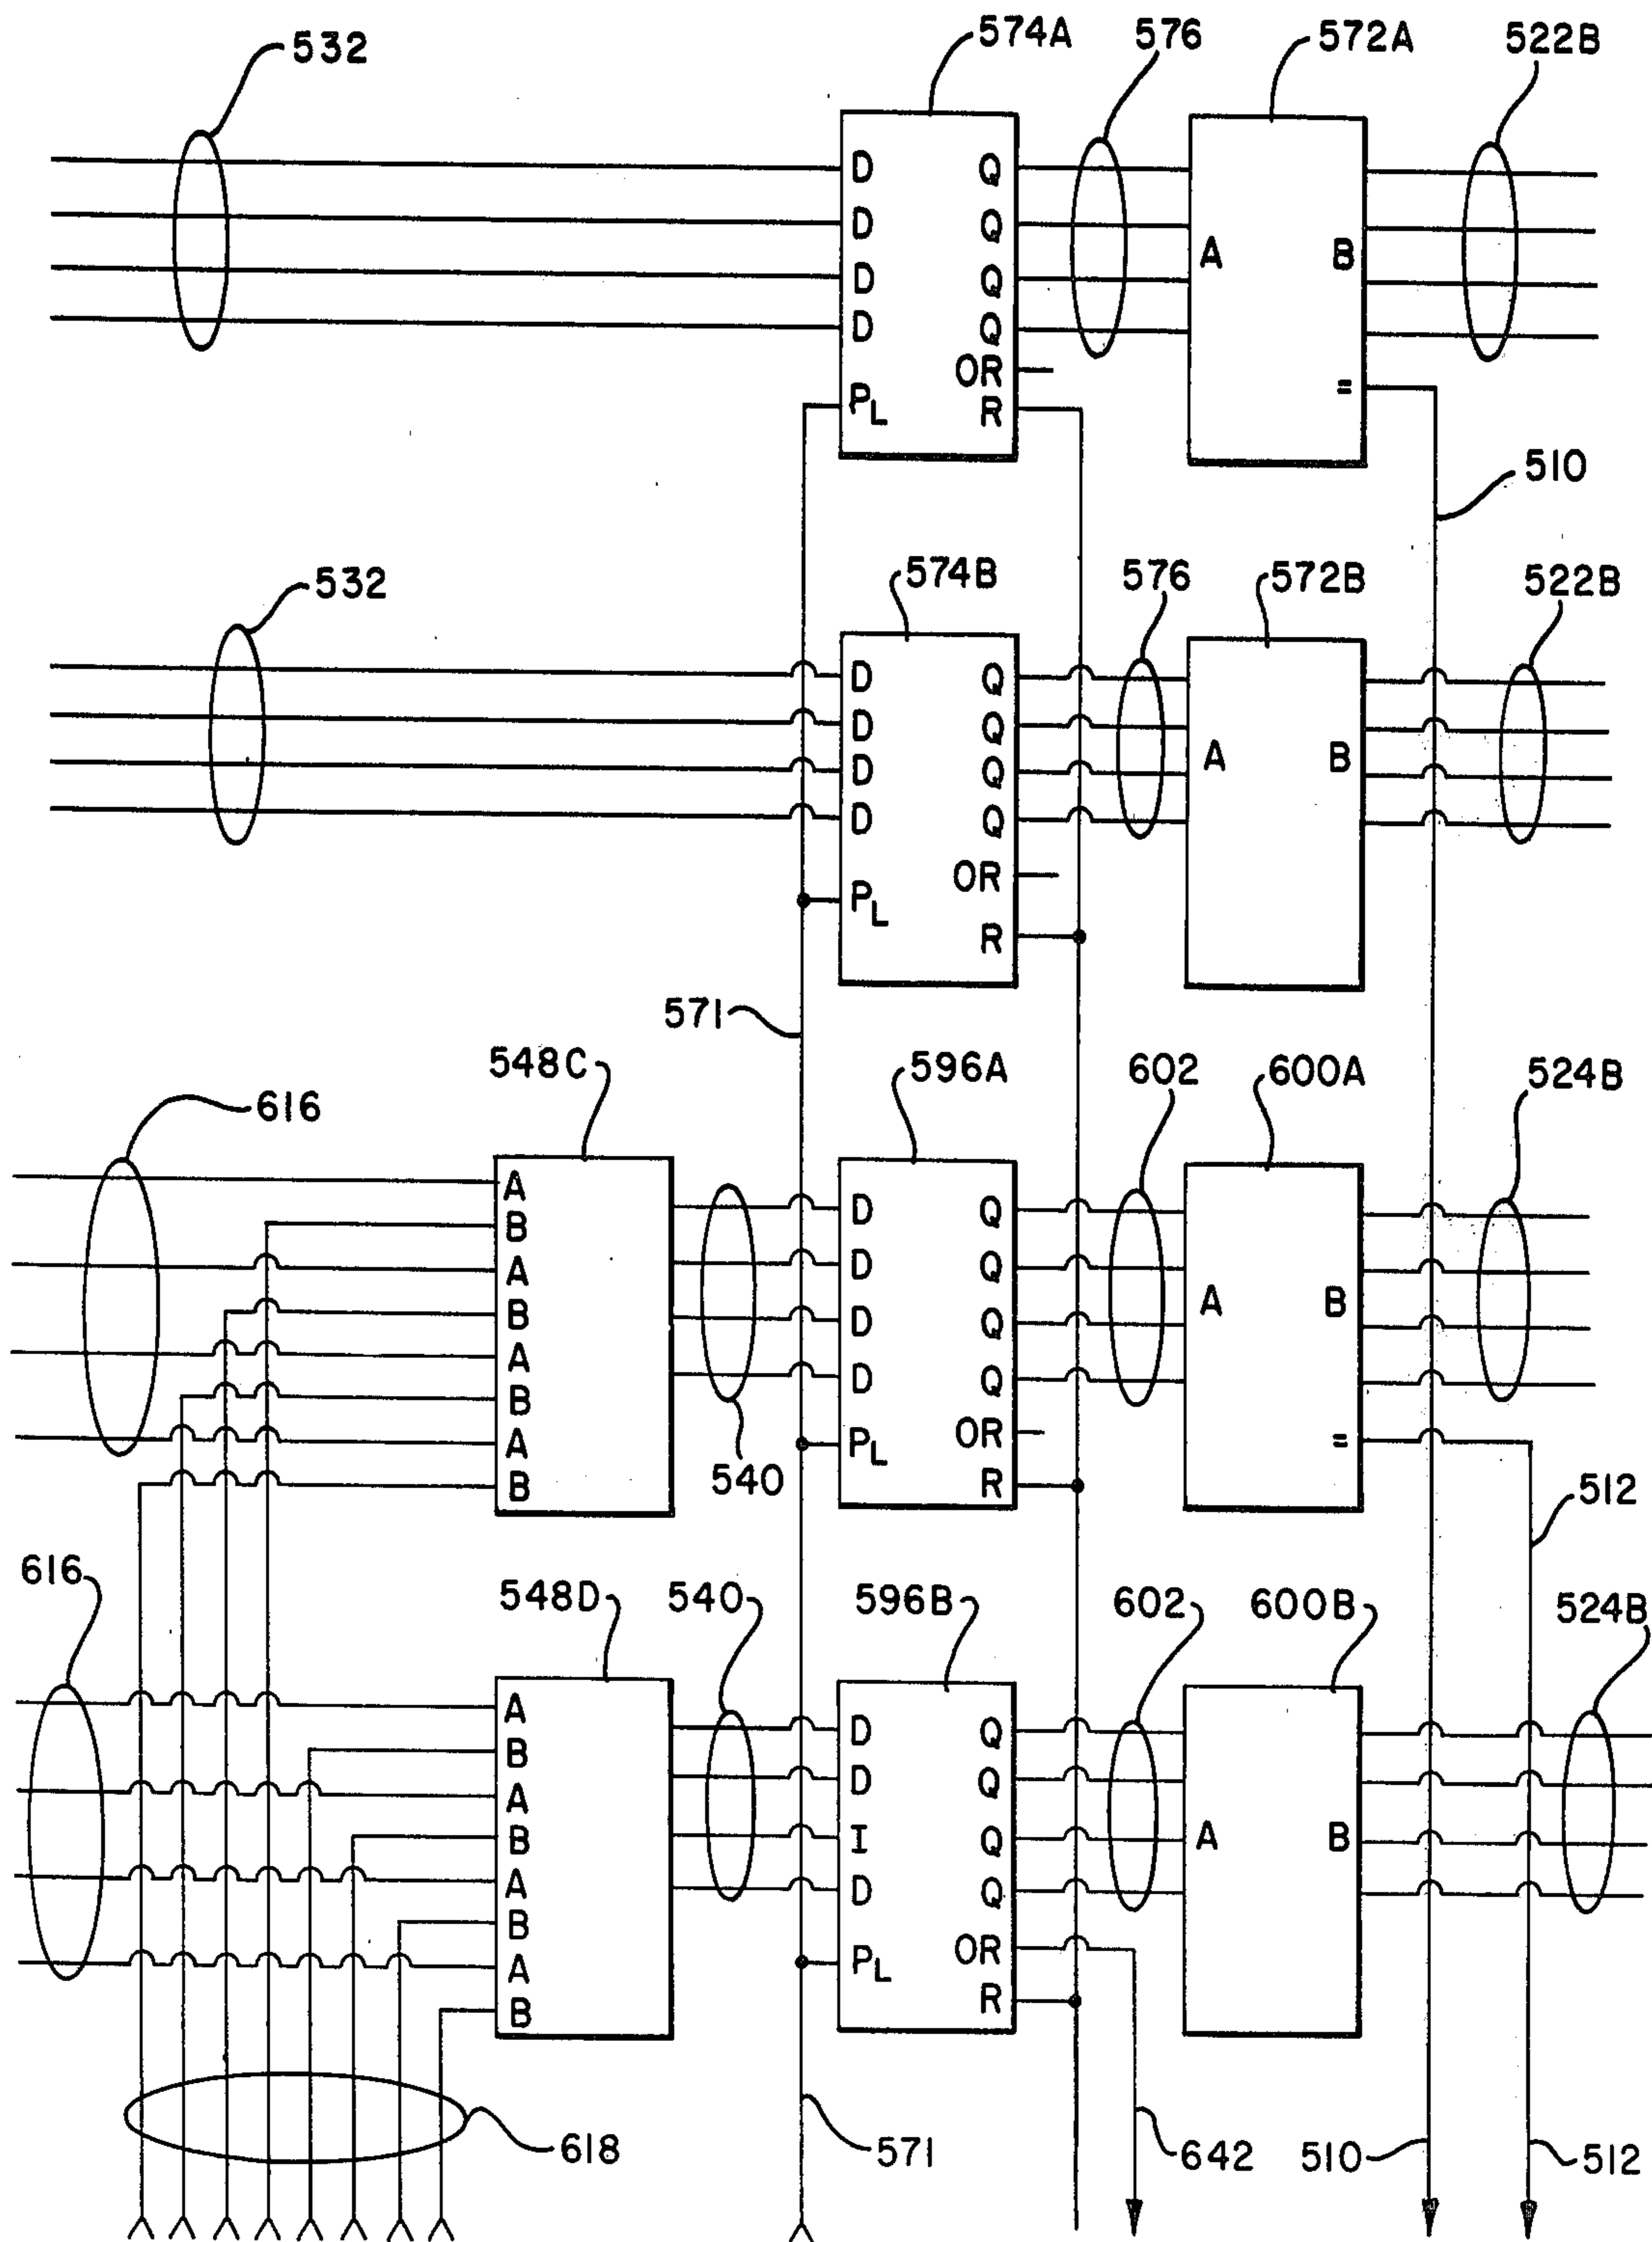 532
574A
576
572A
522B
D Q
D Q A B
D Q
D Q
OR =
PL R
510
532
574B
576
572B
522B
D Q
D Q
D Q A B
D Q
OR
PL
R
571
616
548C
540
596A
602
600A
524B
A
B D Q
A D Q
B D Q A B
A D Q
B OR =
A PL
B R
512
616
548D
540
596B
602
600B
524B
A D Q
B D Q
A I Q A B
B D Q
A OR
B PL
A R
B
618
571
642
510
512